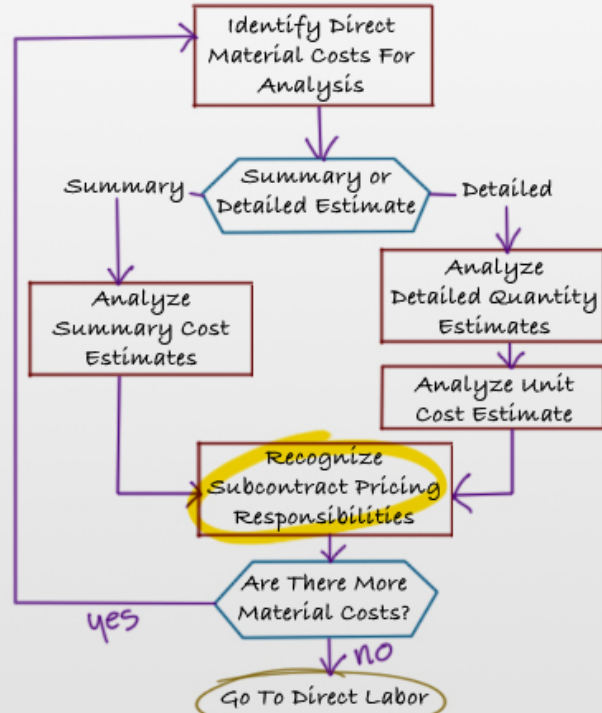 Identify Direct
Material Costs For
Analysis
Summary or
Detailed Estimate
Summary
Detailed
Analyze
Summary Cost
Estimates
Analyze
Detailed Quantity
Estimates
Analyze Unit
Cost Estimate
Recognize
Subcontract Pricing
Responsibilities
Are There More
Material Costs?
yes
no
Go To Direct Labor